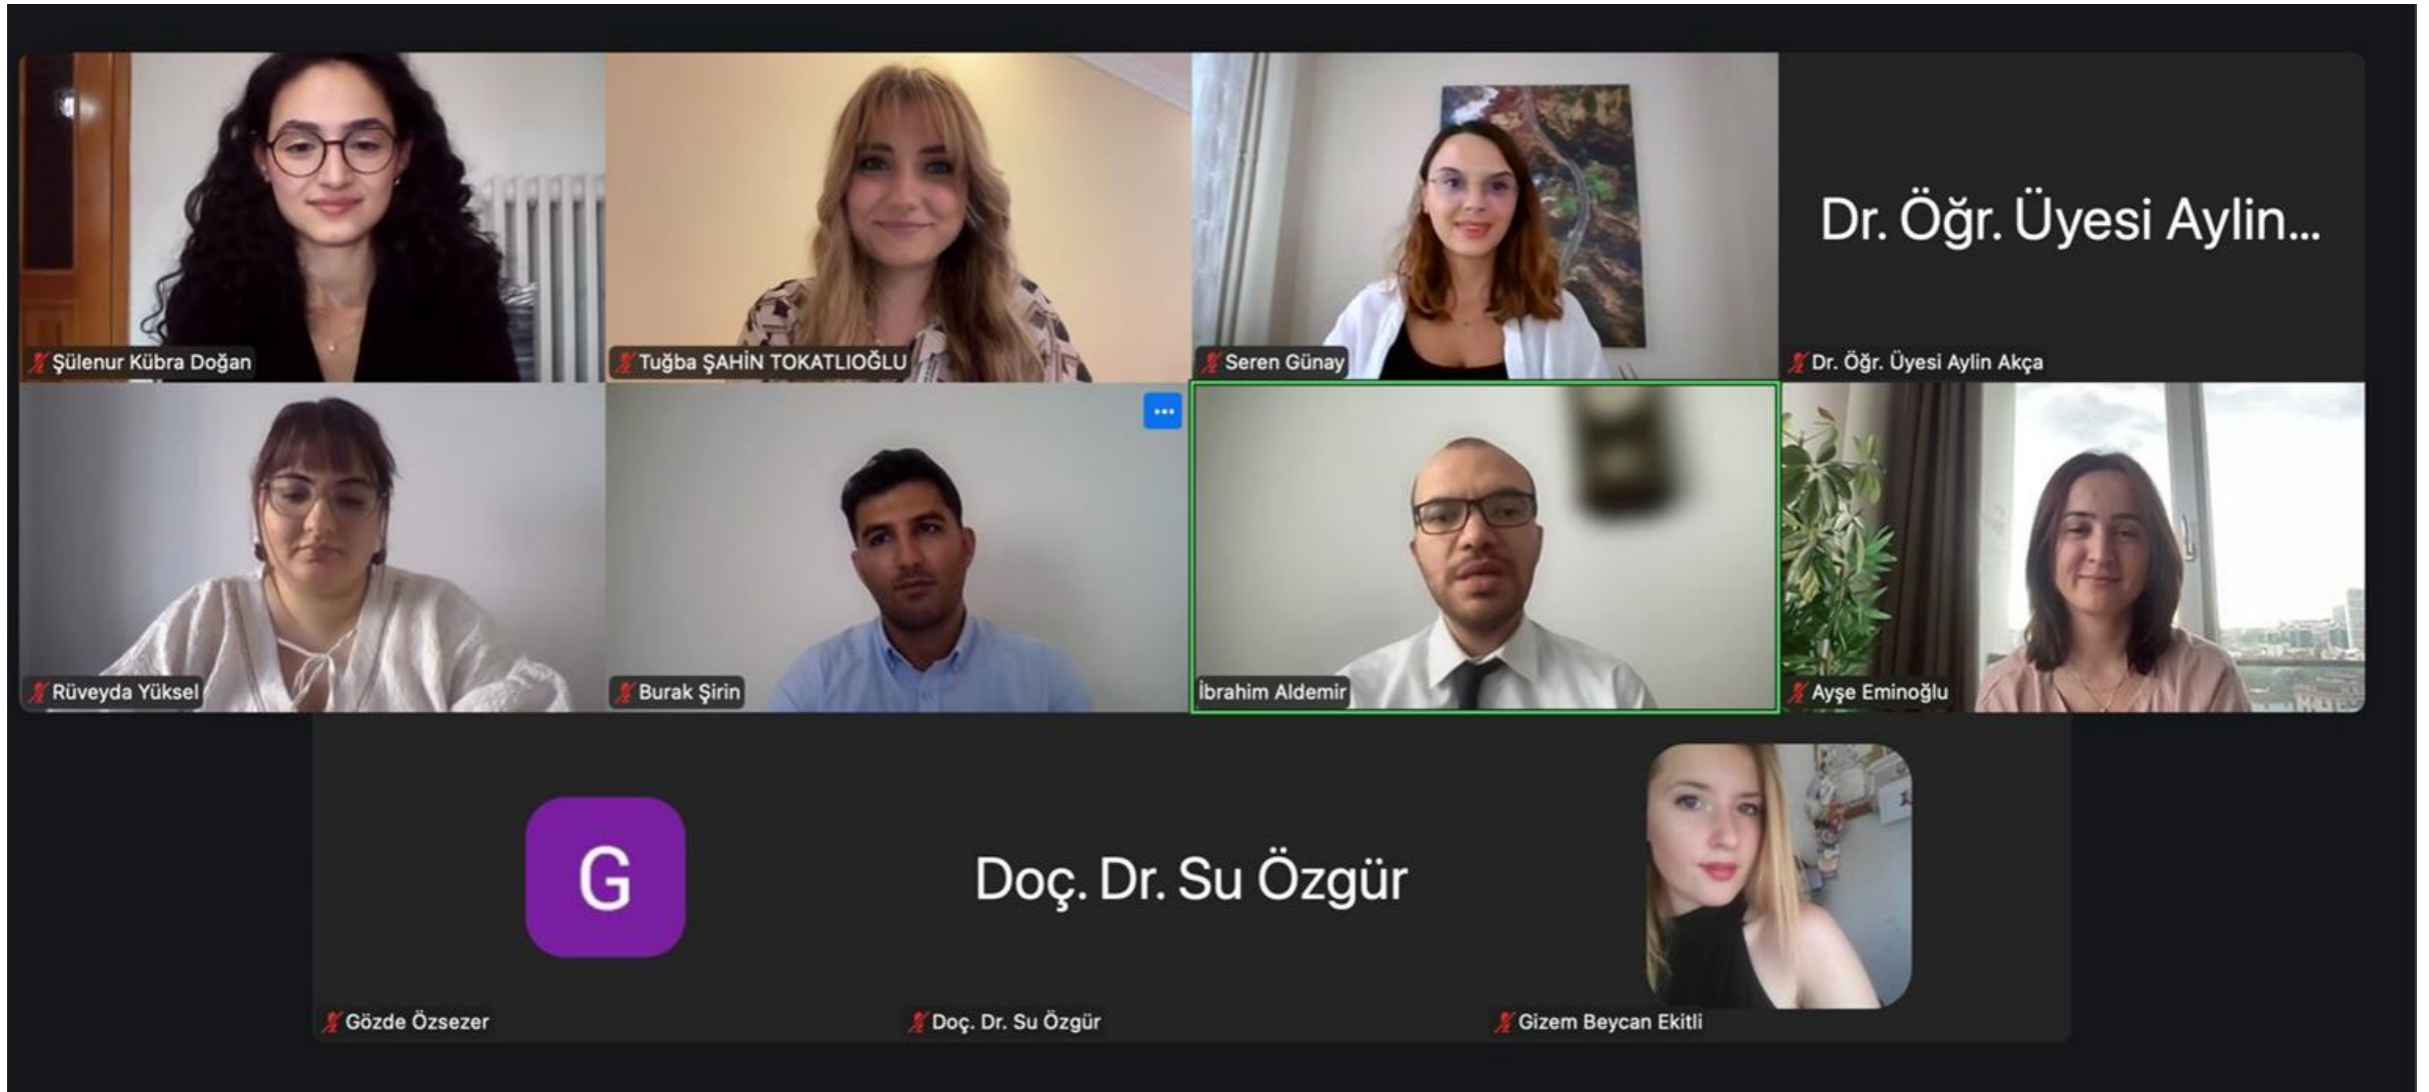 Şülenur Kübra Doğan
Tuğba ŞAHİN TOKATLIOĞLU
Seren Günay
Dr. Öğr. Üyesi Aylin...
Dr. Öğr. Üyesi Aylin Akça
Rüveyda Yüksel
Burak Şirin
İbrahim Aldemir
Ayşe Eminoğlu
G
Gözde Özsezer
Doç. Dr. Su Özgür
Doç. Dr. Su Özgür
Gizem Beycan Ekitli